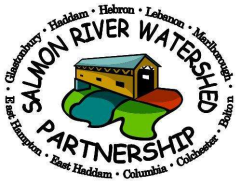 Glastonbury · Haddam · Hebron · Lebanon · Marlborough ·
SALMON RIVER WATERSHED
PARTNERSHIP
East Hampton · East Haddam · Columbia · Colchester · Bolton